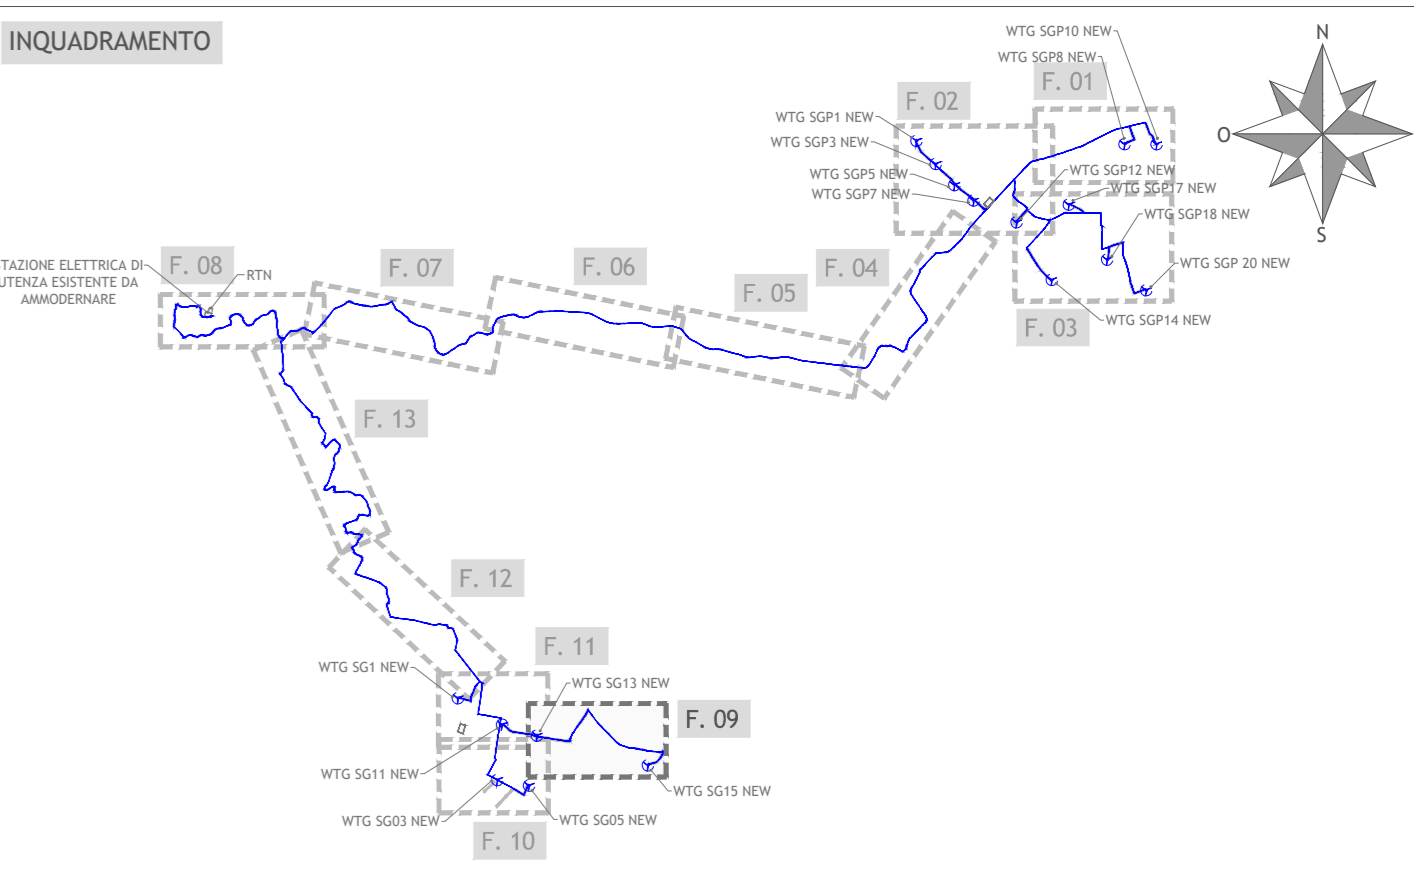 INQUADRAMENTO
WTG SGP10 NEW
WTG SGP8 NEW
F. 01
F. 02
N
O
S
WTG SGP1 NEW
WTG SGP3 NEW
WTG SGP5 NEW
WTG SGP7 NEW
WTG SGP12 NEW
WTG SGP17 NEW
WTG SGP18 NEW
WTG SGP 20 NEW
WTG SGP14 NEW
F. 03
F. 04
F. 05
F. 06
F. 07
F. 08
RTN
TAZIONE ELETTRICA DI
UTENZA ESISTENTE DA
AMMODERNARE
F. 13
F. 12
F. 11
WTG SG1 NEW
WTG SG13 NEW
F. 09
WTG SG11 NEW
WTG SG15 NEW
WTG SG03 NEW
WTG SG05 NEW
F. 10